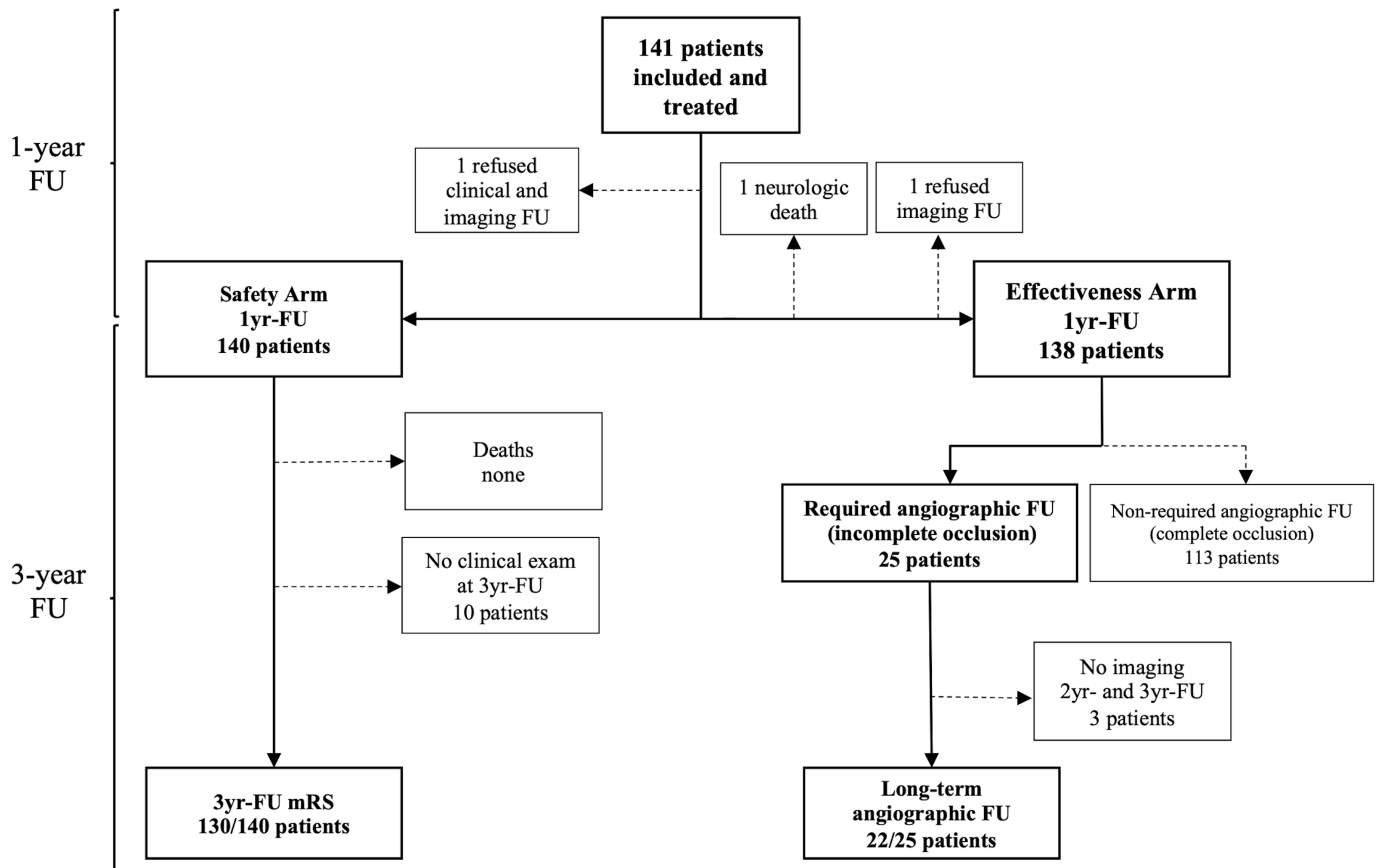 141 patients
included and
treated
1-year
FU
1 refused
clinical and
imaging FU
1 neurologic
death
1 refused
imaging FU
Safety Arm
1yr-FU
140 patients
Effectiveness Arm
1yr-FU
138 patients
3-year
FU
Deaths
none
No clinical exam
at 3yr-FU
10 patients
Required angiographic FU
(incomplete occlusion)
25 patients
Non-required angiographic FU
(complete occlusion)
113 patients
No imaging
2yr- and 3yr-FU
3 patients
3yr-FU mRS
130/140 patients
Long-term
angiographic FU
22/25 patients